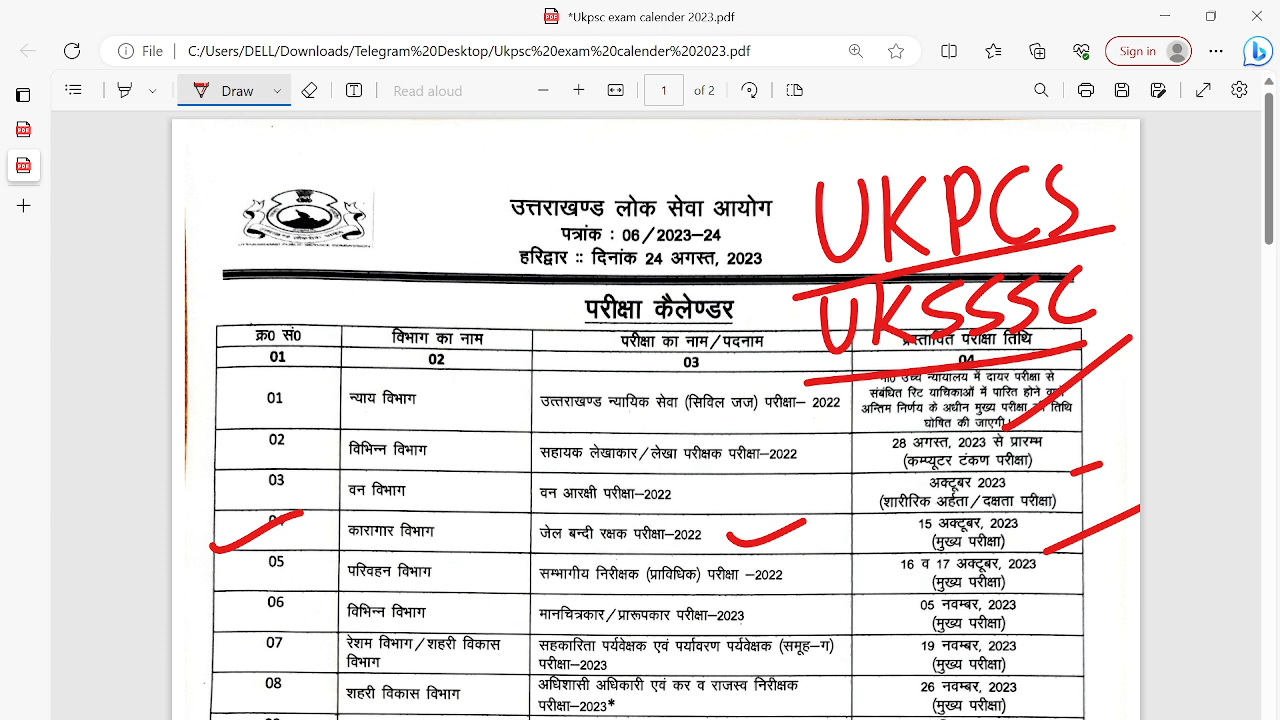 *Ukpsc exam calender 2023.pdf
File
C:/Users/DELL/Downloads/Telegram%20Desktop/Ukpsc%20exam%20calender%202023.pdf
Sign in
Draw
Read aloud
1 of 2
उत्तराखण्ड लोक सेवा आयोग
पत्रांक : 06/2023-24
हरिद्वार :: दिनांक 24 अगस्त, 2023
UKPCS
UKSSSC
परीक्षा कैलेण्डर
क्र0 सं0 विभाग का नाम परीक्षा का नाम/पदनाम प्रस्तावित परीक्षा तिथि
01 02 03 04
01 न्याय विभाग उत्तराखण्ड न्यायिक सेवा (सिविल जज) परीक्षा- 2022 मा0 उच्च न्यायालय में दायर परीक्षा से
संबंधित रिट याचिकाओं में पारित होने वाले
अन्तिम निर्णय के अधीन मुख्य परीक्षा की तिथि
घोषित की जाएगी।
02 विभिन्न विभाग सहायक लेखाकार/लेखा परीक्षक परीक्षा-2022 28 अगस्त, 2023 से प्रारम्भ
(कम्प्यूटर टंकण परीक्षा)
03 वन विभाग वन आरक्षी परीक्षा-2022 अक्टूबर 2023
(शारीरिक अर्हता/दक्षता परीक्षा)
04 कारागार विभाग जेल बन्दी रक्षक परीक्षा-2022 15 अक्टूबर, 2023
(मुख्य परीक्षा)
05 परिवहन विभाग सम्भागीय निरीक्षक (प्राविधिक) परीक्षा -2022 16 व 17 अक्टूबर, 2023
(मुख्य परीक्षा)
06 विभिन्न विभाग मानचित्रकार/प्रारूपकार परीक्षा-2023 05 नवम्बर, 2023
(मुख्य परीक्षा)
07 रेशम विभाग/शहरी विकास
विभाग सहकारिता पर्यवेक्षक एवं पर्यावरण पर्यवेक्षक (समूह-ग)
परीक्षा-2023 19 नवम्बर, 2023
(मुख्य परीक्षा)
08 शहरी विकास विभाग अधिशासी अधिकारी एवं कर व राजस्व निरीक्षक
परीक्षा-2023* 26 नवम्बर, 2023
(मुख्य परीक्षा)